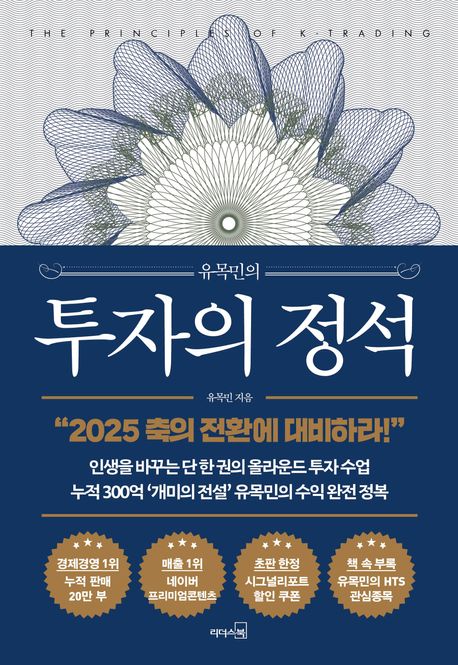 THE PRINCIPLES OF K-TRADING
유목민의
투자의 정석
유목민 지음
“2025 축의 전환에 대비하라!”
인생을 바꾸는 단 한 권의 올라운드 투자 수업
누적 300억 ‘개미의 전설’ 유목민의 수익 완전 정복
경제경영 1위
누적 판매
20만 부
매출 1위
네이버
프리미엄콘텐츠
초판 한정
시그널리포트
할인 쿠폰
책 속 부록
유목민의 HTS
관심종목
리더스북